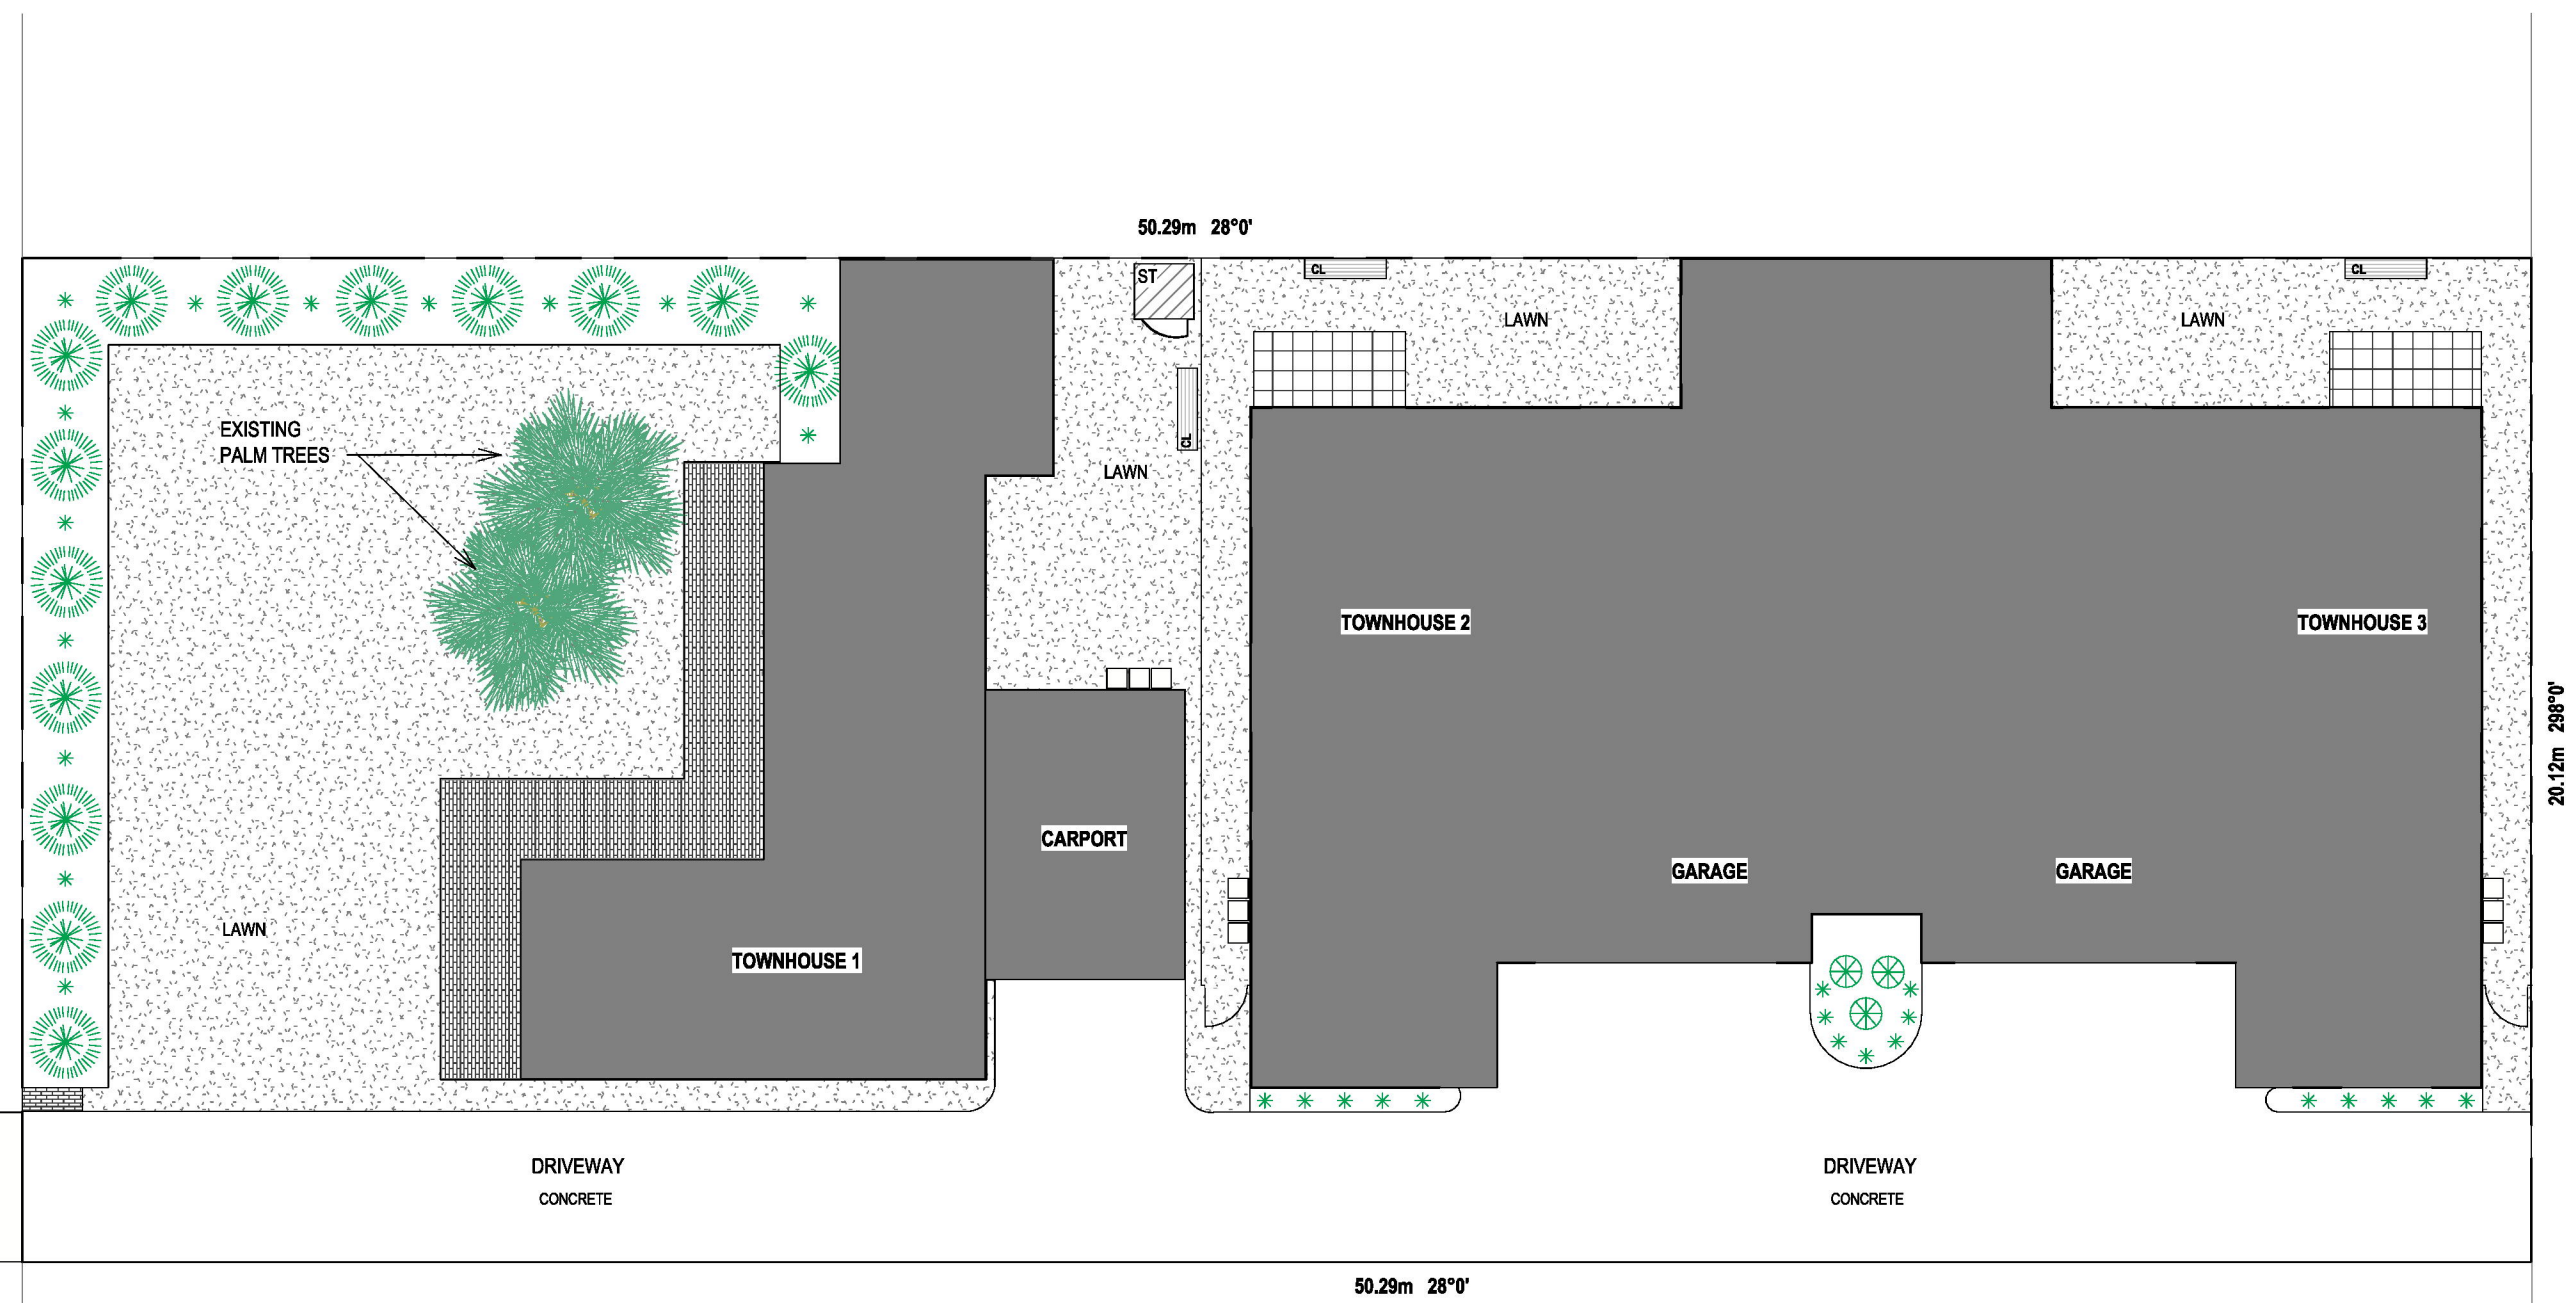 50.29m 28°0'
ST
CL
CL
LAWN
LAWN
EXISTING
PALM TREES
CL
LAWN
TOWNHOUSE 2
TOWNHOUSE 3
20.12m 298°0'
CARPORT
GARAGE
GARAGE
LAWN
TOWNHOUSE 1
DRIVEWAY
CONCRETE
DRIVEWAY
CONCRETE
50.29m 28°0'